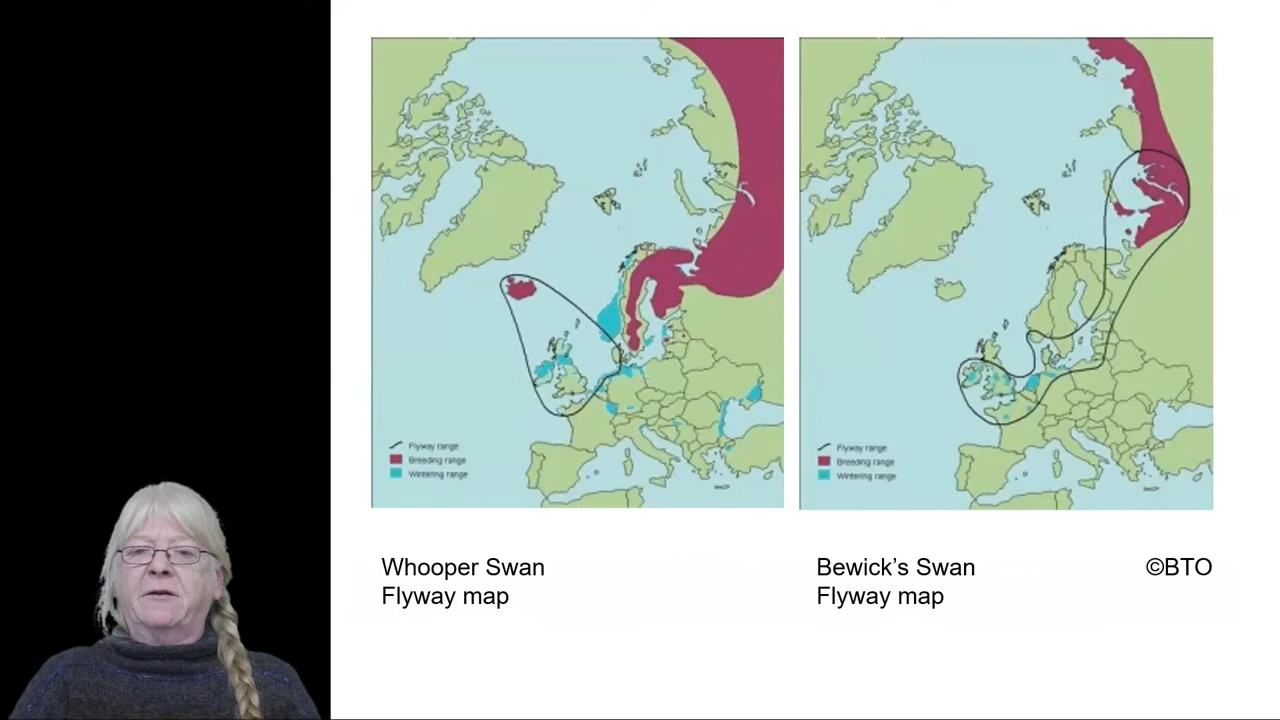 Flyway range
Breeding range
Wintering range
Flyway range
Breeding range
Wintering range
Whooper Swan
Flyway map
Bewick’s Swan
Flyway map
©BTO